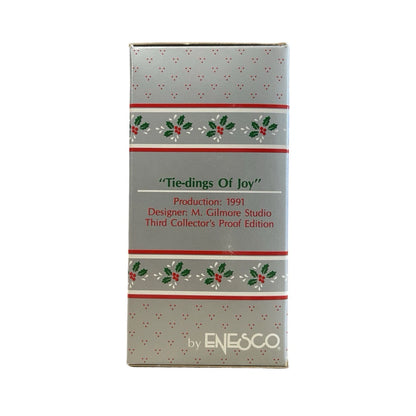 "Tie-dings Of Joy"
Production: 1991
Designer: M. Gilmore Studio
Third Collector's Proof Edition
by ENESCO®